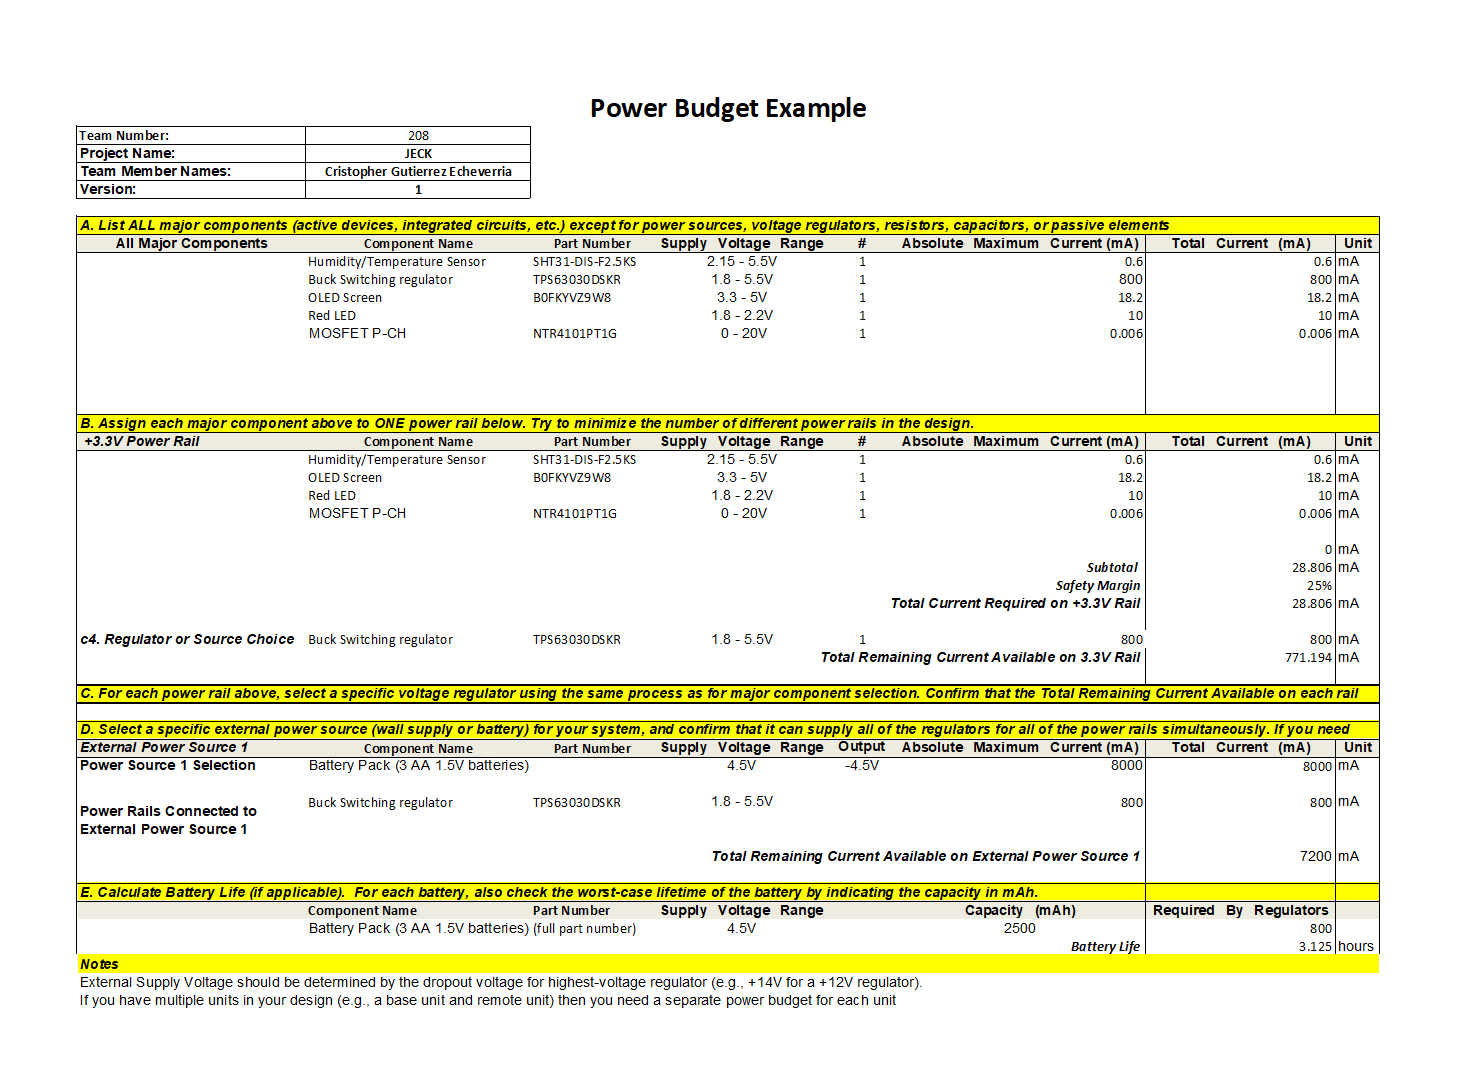 Power Budget Example
Team Number: 208
Project Name: JECK
Team Member Names: Cristopher Gutierrez Echeverria
Version: 1
A. List ALL major components (active devices, integrated circuits, etc.) except for power sources, voltage regulators, resistors, capacitors, or passive elements
All Major Components Component Name Part Number Supply Voltage Range # Absolute Maximum Current (mA) Total Current (mA) Unit
Humidity/Temperature Sensor SHT31-DIS-F2.5KS 2.15 - 5.5V 1 0.6 0.6 mA
Buck Switching regulator TPS63030DSKR 1.8 - 5.5V 1 800 800 mA
OLED Screen B0FKYVZ9W8 3.3 - 5V 1 18.2 18.2 mA
Red LED 1.8 - 2.2V 1 10 10 mA
MOSFET P-CH NTR4101PT1G 0 - 20V 1 0.006 0.006 mA
B. Assign each major component above to ONE power rail below. Try to minimize the number of different power rails in the design.
+3.3V Power Rail Component Name Part Number Supply Voltage Range # Absolute Maximum Current (mA) Total Current (mA) Unit
Humidity/Temperature Sensor SHT31-DIS-F2.5KS 2.15 - 5.5V 1 0.6 0.6 mA
OLED Screen B0FKYVZ9W8 3.3 - 5V 1 18.2 18.2 mA
Red LED 1.8 - 2.2V 1 10 10 mA
MOSFET P-CH NTR4101PT1G 0 - 20V 1 0.006 0.006 mA
0 mA
Subtotal 28.806 mA
Safety Margin 25%
Total Current Required on +3.3V Rail 28.806 mA
c4. Regulator or Source Choice Buck Switching regulator TPS63030DSKR 1.8 - 5.5V 1 800 800 mA
Total Remaining Current Available on 3.3V Rail 771.194 mA
C. For each power rail above, select a specific voltage regulator using the same process as for major component selection. Confirm that the Total Remaining Current Available on each rail
D. Select a specific external power source (wall supply or battery) for your system, and confirm that it can supply all of the regulators for all of the power rails simultaneously. If you need
External Power Source 1 Component Name Part Number Supply Voltage Range Output Absolute Maximum Current (mA) Total Current (mA) Unit
Power Source 1 Selection Battery Pack (3 AA 1.5V batteries) 4.5V -4.5V 8000 8000 mA
Buck Switching regulator TPS63030DSKR 1.8 - 5.5V 800 800 mA
Power Rails Connected to
External Power Source 1
Total Remaining Current Available on External Power Source 1 7200 mA
E. Calculate Battery Life (if applicable). For each battery, also check the worst-case lifetime of the battery by indicating the capacity in mAh.
Component Name Part Number Supply Voltage Range Capacity (mAh) Required By Regulators
Battery Pack (3 AA 1.5V batteries) (full part number) 4.5V 2500 800
Battery Life 3.125 hours
Notes
External Supply Voltage should be determined by the dropout voltage for highest-voltage regulator (e.g., +14V for a +12V regulator).
If you have multiple units in your design (e.g., a base unit and remote unit) then you need a separate power budget for each unit